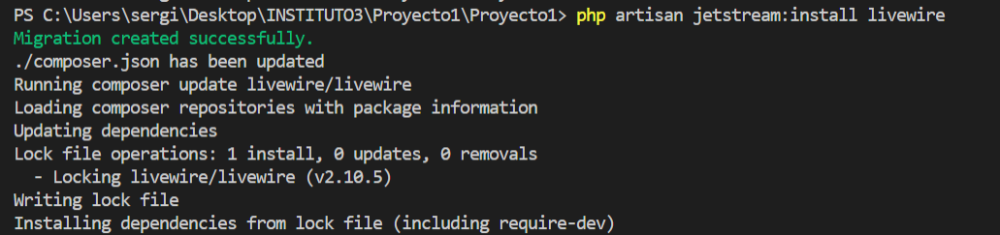 PS C:\Users\sergi\Desktop\INSTITUTO3\Proyecto1\Proyecto1> php artisan jetstream:install livewire
Migration created successfully.
./composer.json has been updated
Running composer update livewire/livewire
Loading composer repositories with package information
Updating dependencies
Lock file operations: 1 install, 0 updates, 0 removals
  - Locking livewire/livewire (v2.10.5)
Writing lock file
Installing dependencies from lock file (including require-dev)